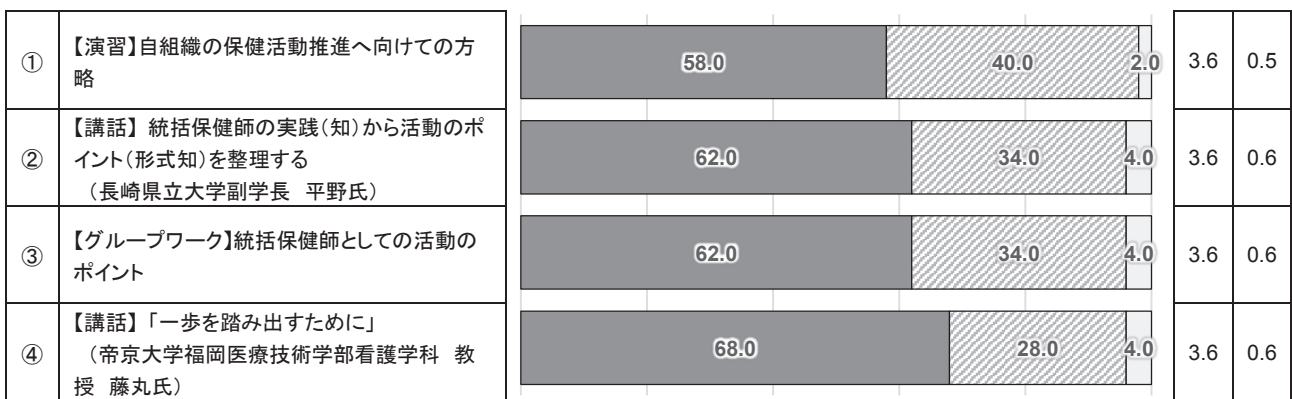 ①
【演習】自組織の保健活動推進へ向けての方
略
58.0 40.0 2.0 3.6 0.5
②
【講話】 統括保健師の実践(知)から活動のポ
イント(形式知)を整理する
(長崎県立大学副学長 平野氏)
62.0 34.0 4.0 3.6 0.6
③
【グループワーク】統括保健師としての活動の
ポイント
62.0 34.0 4.0 3.6 0.6
④
【講話】 「一歩を踏み出すために」
(帝京大学福岡医療技術学部看護学科 教
授 藤丸氏)
68.0 28.0 4.0 3.6 0.6